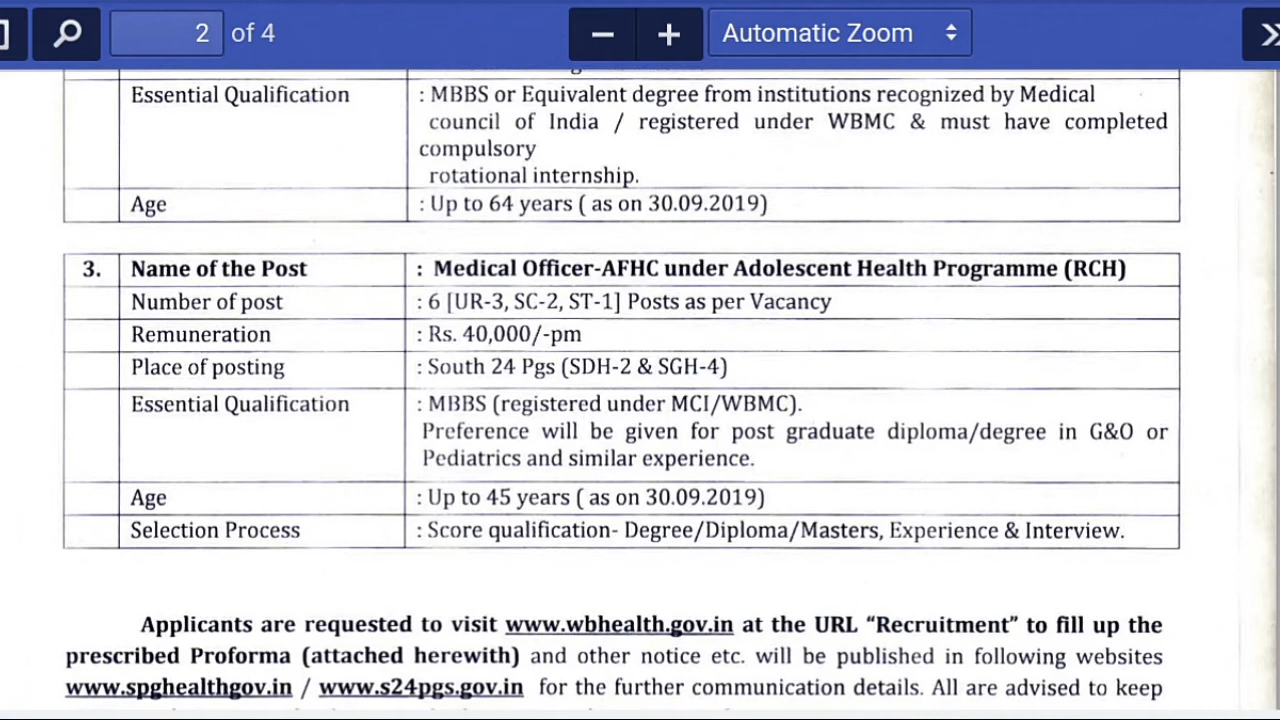 2 of 4
Automatic Zoom
Essential Qualification : MBBS or Equivalent degree from institutions recognized by Medical
council of India / registered under WBMC & must have completed
compulsory
rotational internship.
Age : Up to 64 years ( as on 30.09.2019)
3. Name of the Post : Medical Officer-AFHC under Adolescent Health Programme (RCH)
Number of post : 6 [UR-3, SC-2, ST-1] Posts as per Vacancy
Remuneration : Rs. 40,000/-pm
Place of posting : South 24 Pgs (SDH-2 & SGH-4)
Essential Qualification : MBBS (registered under MCI/WBMC).
Preference will be given for post graduate diploma/degree in G&O or
Pediatrics and similar experience.
Age : Up to 45 years ( as on 30.09.2019)
Selection Process : Score qualification- Degree/Diploma/Masters, Experience & Interview.
Applicants are requested to visit www.wbhealth.gov.in at the URL “Recruitment” to fill up the
prescribed Proforma (attached herewith) and other notice etc. will be published in following websites
www.spghealthgov.in / www.s24pgs.gov.in for the further communication details. All are advised to keep